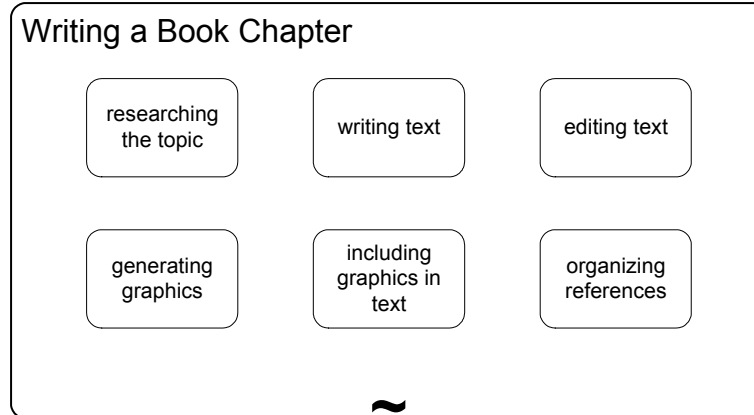 Writing a Book Chapter
researching
the topic
writing text
editing text
generating
graphics
including
graphics in
text
organizing
references
~